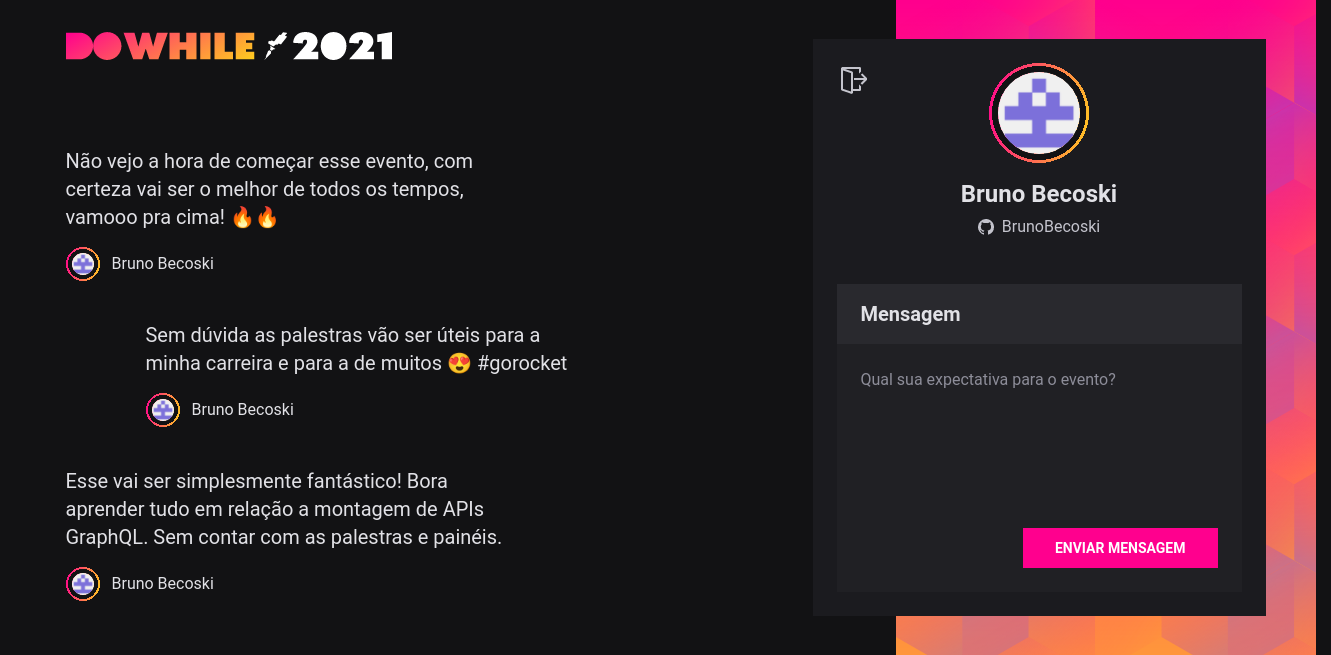 DOWHILE 2021
Não vejo a hora de começar esse evento, com
certeza vai ser o melhor de todos os tempos,
vamooo pra cima! 🔥🔥
Bruno Becoski
Sem dúvida as palestras vão ser úteis para a
minha carreira e para a de muitos 😍 #gorocket
Bruno Becoski
Esse vai ser simplesmente fantástico! Bora
aprender tudo em relação a montagem de APIs
GraphQL. Sem contar com as palestras e painéis.
Bruno Becoski
Bruno Becoski
BrunoBecoski
Mensagem
Qual sua expectativa para o evento?
ENVIAR MENSAGEM